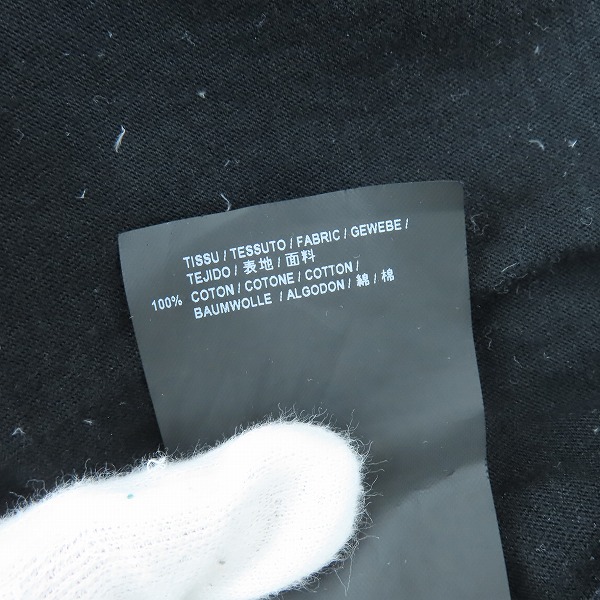 TISSU / TESSUTO / FABRIC / GEWEBE /
TEJIDO / 表地 / 面料
100% COTON / COTONE / COTTON /
BAUMWOLLE / ALGODON / 綿 / 棉